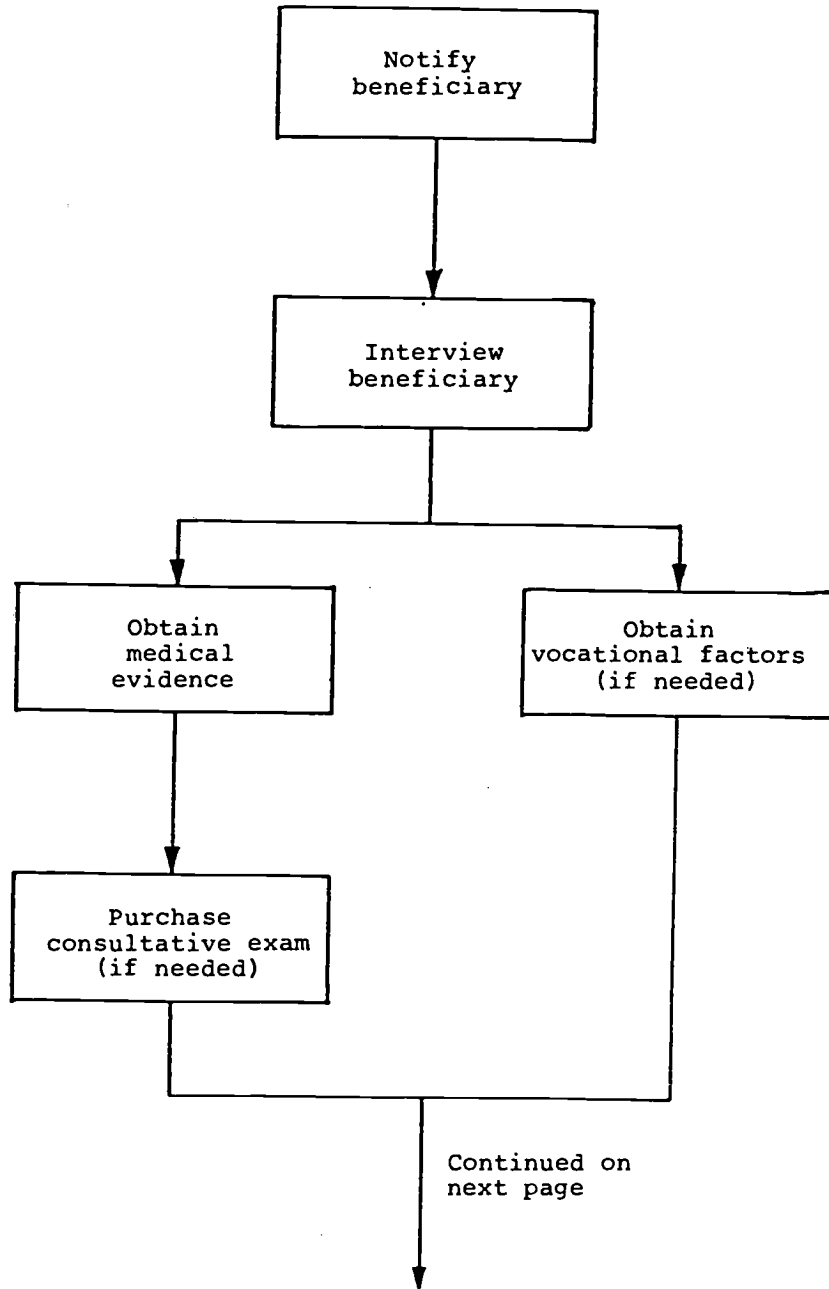 Notify
beneficiary
Interview
beneficiary
Obtain
medical
evidence
Obtain
vocational factors
(if needed)
Purchase
consultative exam
(if needed)
Continued on
next page